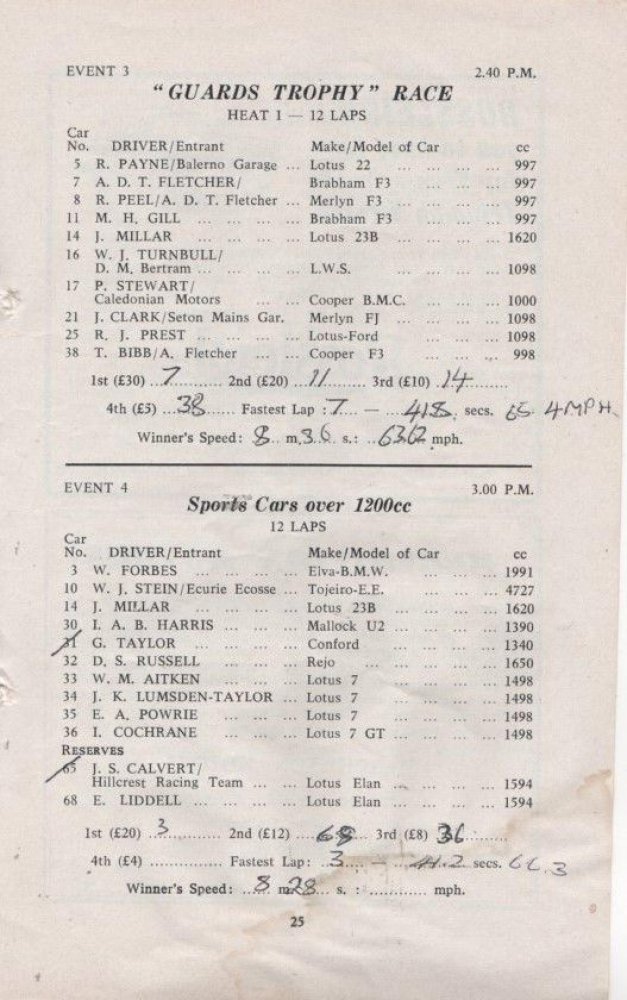 EVENT 3 2.40 P.M.
"GUARDS TROPHY" RACE
HEAT 1 — 12 LAPS
Car
No. DRIVER/Entrant Make/Model of Car cc
5 R. PAYNE/Balerno Garage ... Lotus 22 ... ... ... ... 997
7 A. D. T. FLETCHER/ Brabham F3 ... ... ... 997
8 R. PEEL/A. D. T. Fletcher ... Merlyn F3 ... ... ... ... 997
11 M. H. GILL ... ... ... ... Brabham F3 ... ... ... 997
14 J. MILLAR ... ... ... ... Lotus 23B ... ... ... ... 1620
16 W. J. TURNBULL/
D. M. Bertram ... ... ... ... L.W.S. ... ... ... ... 1098
17 P. STEWART/
Caledonian Motors ... ... Cooper B.M.C. ... ... ... 1000
21 J. CLARK/Seton Mains Gar. Merlyn FJ ... ... ... ... 1098
25 R. J. PREST ... ... ... ... Lotus-Ford ... ... ... 1098
38 T. BIBB/A. Fletcher ... ... Cooper F3 ... ... ... 998
1st (£30) ...7........... 2nd (£20) ...11......... 3rd (£10) ..14.........
4th (£5) ...38...... Fastest Lap : 7.... — ....41.8. secs. 65. 4MPH.
Winner's Speed: 8.. m.36 s.: ..63.62 mph.
EVENT 4 3.00 P.M.
Sports Cars over 1200cc
12 LAPS
Car
No. DRIVER/Entrant Make/Model of Car cc
3 W. FORBES ... ... ... ... Elva-B.M.W. ... ... ... 1991
10 W. J. STEIN/Ecurie Ecosse ... Tojeiro-E.E. ... ... ... 4727
14 J. MILLAR ... ... ... ... Lotus 23B ... ... ... ... 1620
30 I. A. B. HARRIS ... ... ... Mallock U2 ... ... ... ... 1390
31 G. TAYLOR ... ... ... ... Conford ... ... ... ... 1340
32 D. S. RUSSELL ... ... ... Rejo ... ... ... ... 1650
33 W. M. AITKEN ... ... ... Lotus 7 ... ... ... ... 1498
34 J. K. LUMSDEN-TAYLOR ... Lotus 7 ... ... ... ... 1498
35 E. A. POWRIE ... ... ... Lotus 7 ... ... ... ... 1498
36 I. COCHRANE ... ... ... Lotus 7 GT ... ... ... ... 1498
RESERVES
65 J. S. CALVERT/
Hillcrest Racing Team ... ... Lotus Elan ... ... ... ... 1594
68 E. LIDDELL ... ... ... ... Lotus Elan ... ... ... ... 1594
1st (£20) ..3............ 2nd (£12) ....68... 3rd (£8) 36.........
4th (£4) ............... Fastest Lap: ..3.... — ....41.2 secs. 66.3
Winner's Speed: ...8. m.28... s. : ............ mph.
25